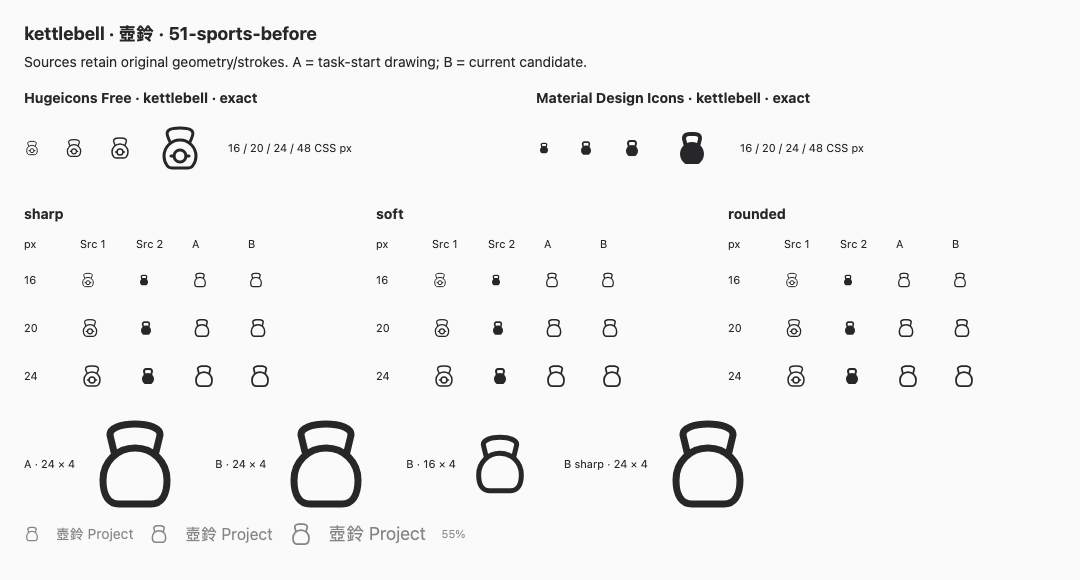 kettlebell · 壺鈴 · 51-sports-before
Sources retain original geometry/strokes. A = task-start drawing; B = current candidate.
Hugeicons Free · kettlebell · exact
Material Design Icons · kettlebell · exact
16 / 20 / 24 / 48 CSS px
16 / 20 / 24 / 48 CSS px
sharp
soft
rounded
px Src 1 Src 2 A B
px Src 1 Src 2 A B
px Src 1 Src 2 A B
16
16
16
20
20
20
24
24
24
A · 24 × 4
B · 24 × 4
B · 16 × 4
B sharp · 24 × 4
壺鈴 Project
壺鈴 Project
壺鈴 Project
55%